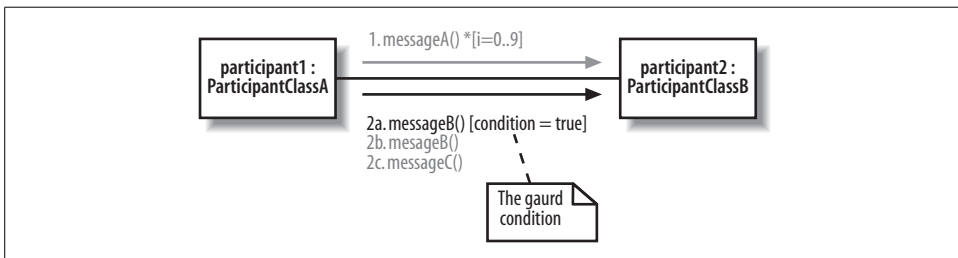 1. messageA() *[i=0..9]
participant1 :
ParticipantClassA
participant2 :
ParticipantClassB
2a. messageB() [condition = true]
2b. mesageB()
2c. messageC()
The gaurd
condition